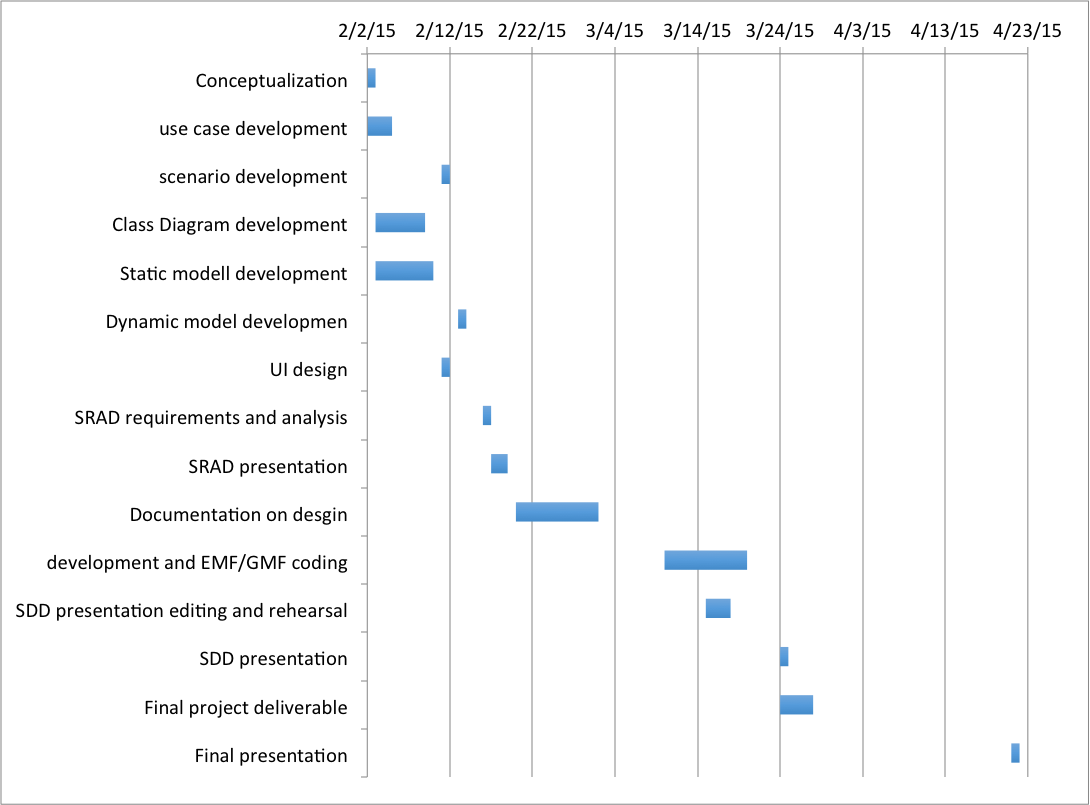 2/2/15 2/12/15 2/22/15 3/4/15 3/14/15 3/24/15 4/3/15 4/13/15 4/23/15
Conceptualization
use case development
scenario development
Class Diagram development
Static modell development
Dynamic model developmen
UI design
SRAD requirements and analysis
SRAD presentation
Documentation on desgin
development and EMF/GMF coding
SDD presentation editing and rehearsal
SDD presentation
Final project deliverable
Final presentation